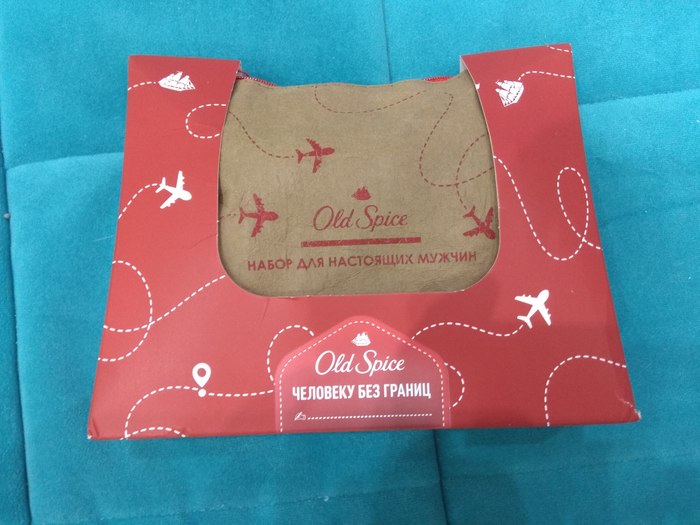 Old Spice
НАБОР ДЛЯ НАСТОЯЩИХ МУЖЧИН
Old Spice
ЧЕЛОВЕКУ БЕЗ ГРАНИЦ